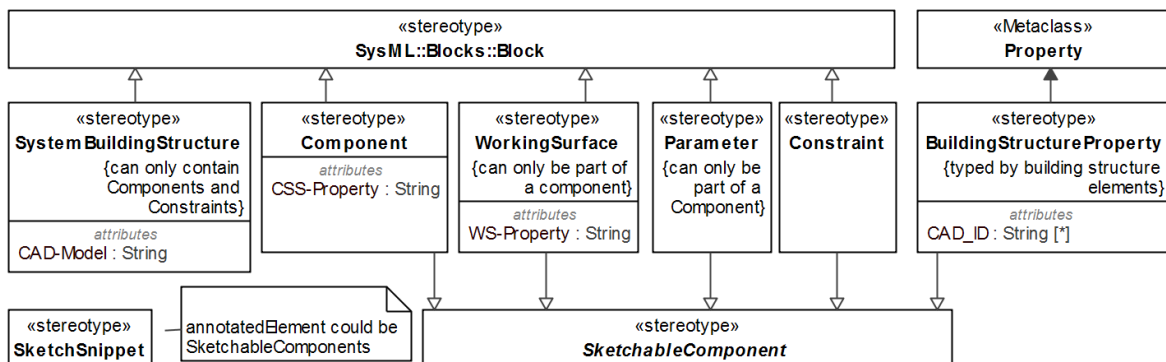 «stereotype»
SysML::Blocks::Block
«Metaclass»
Property
«stereotype»
SystemBuildingStructure
{can only contain
Components and
Constraints}
attributes
CAD-Model : String
«stereotype»
Component
attributes
CSS-Property : String
«stereotype»
WorkingSurface
{can only be part of
a component}
attributes
WS-Property : String
«stereotype»
Parameter
{can only be
part of a
Component}
«stereotype»
Constraint
«stereotype»
BuildingStructureProperty
{typed by building structure
elements}
attributes
CAD_ID : String [*]
«stereotype»
SketchSnippet
annotatedElement could be
SketchableComponents
«stereotype»
SketchableComponent